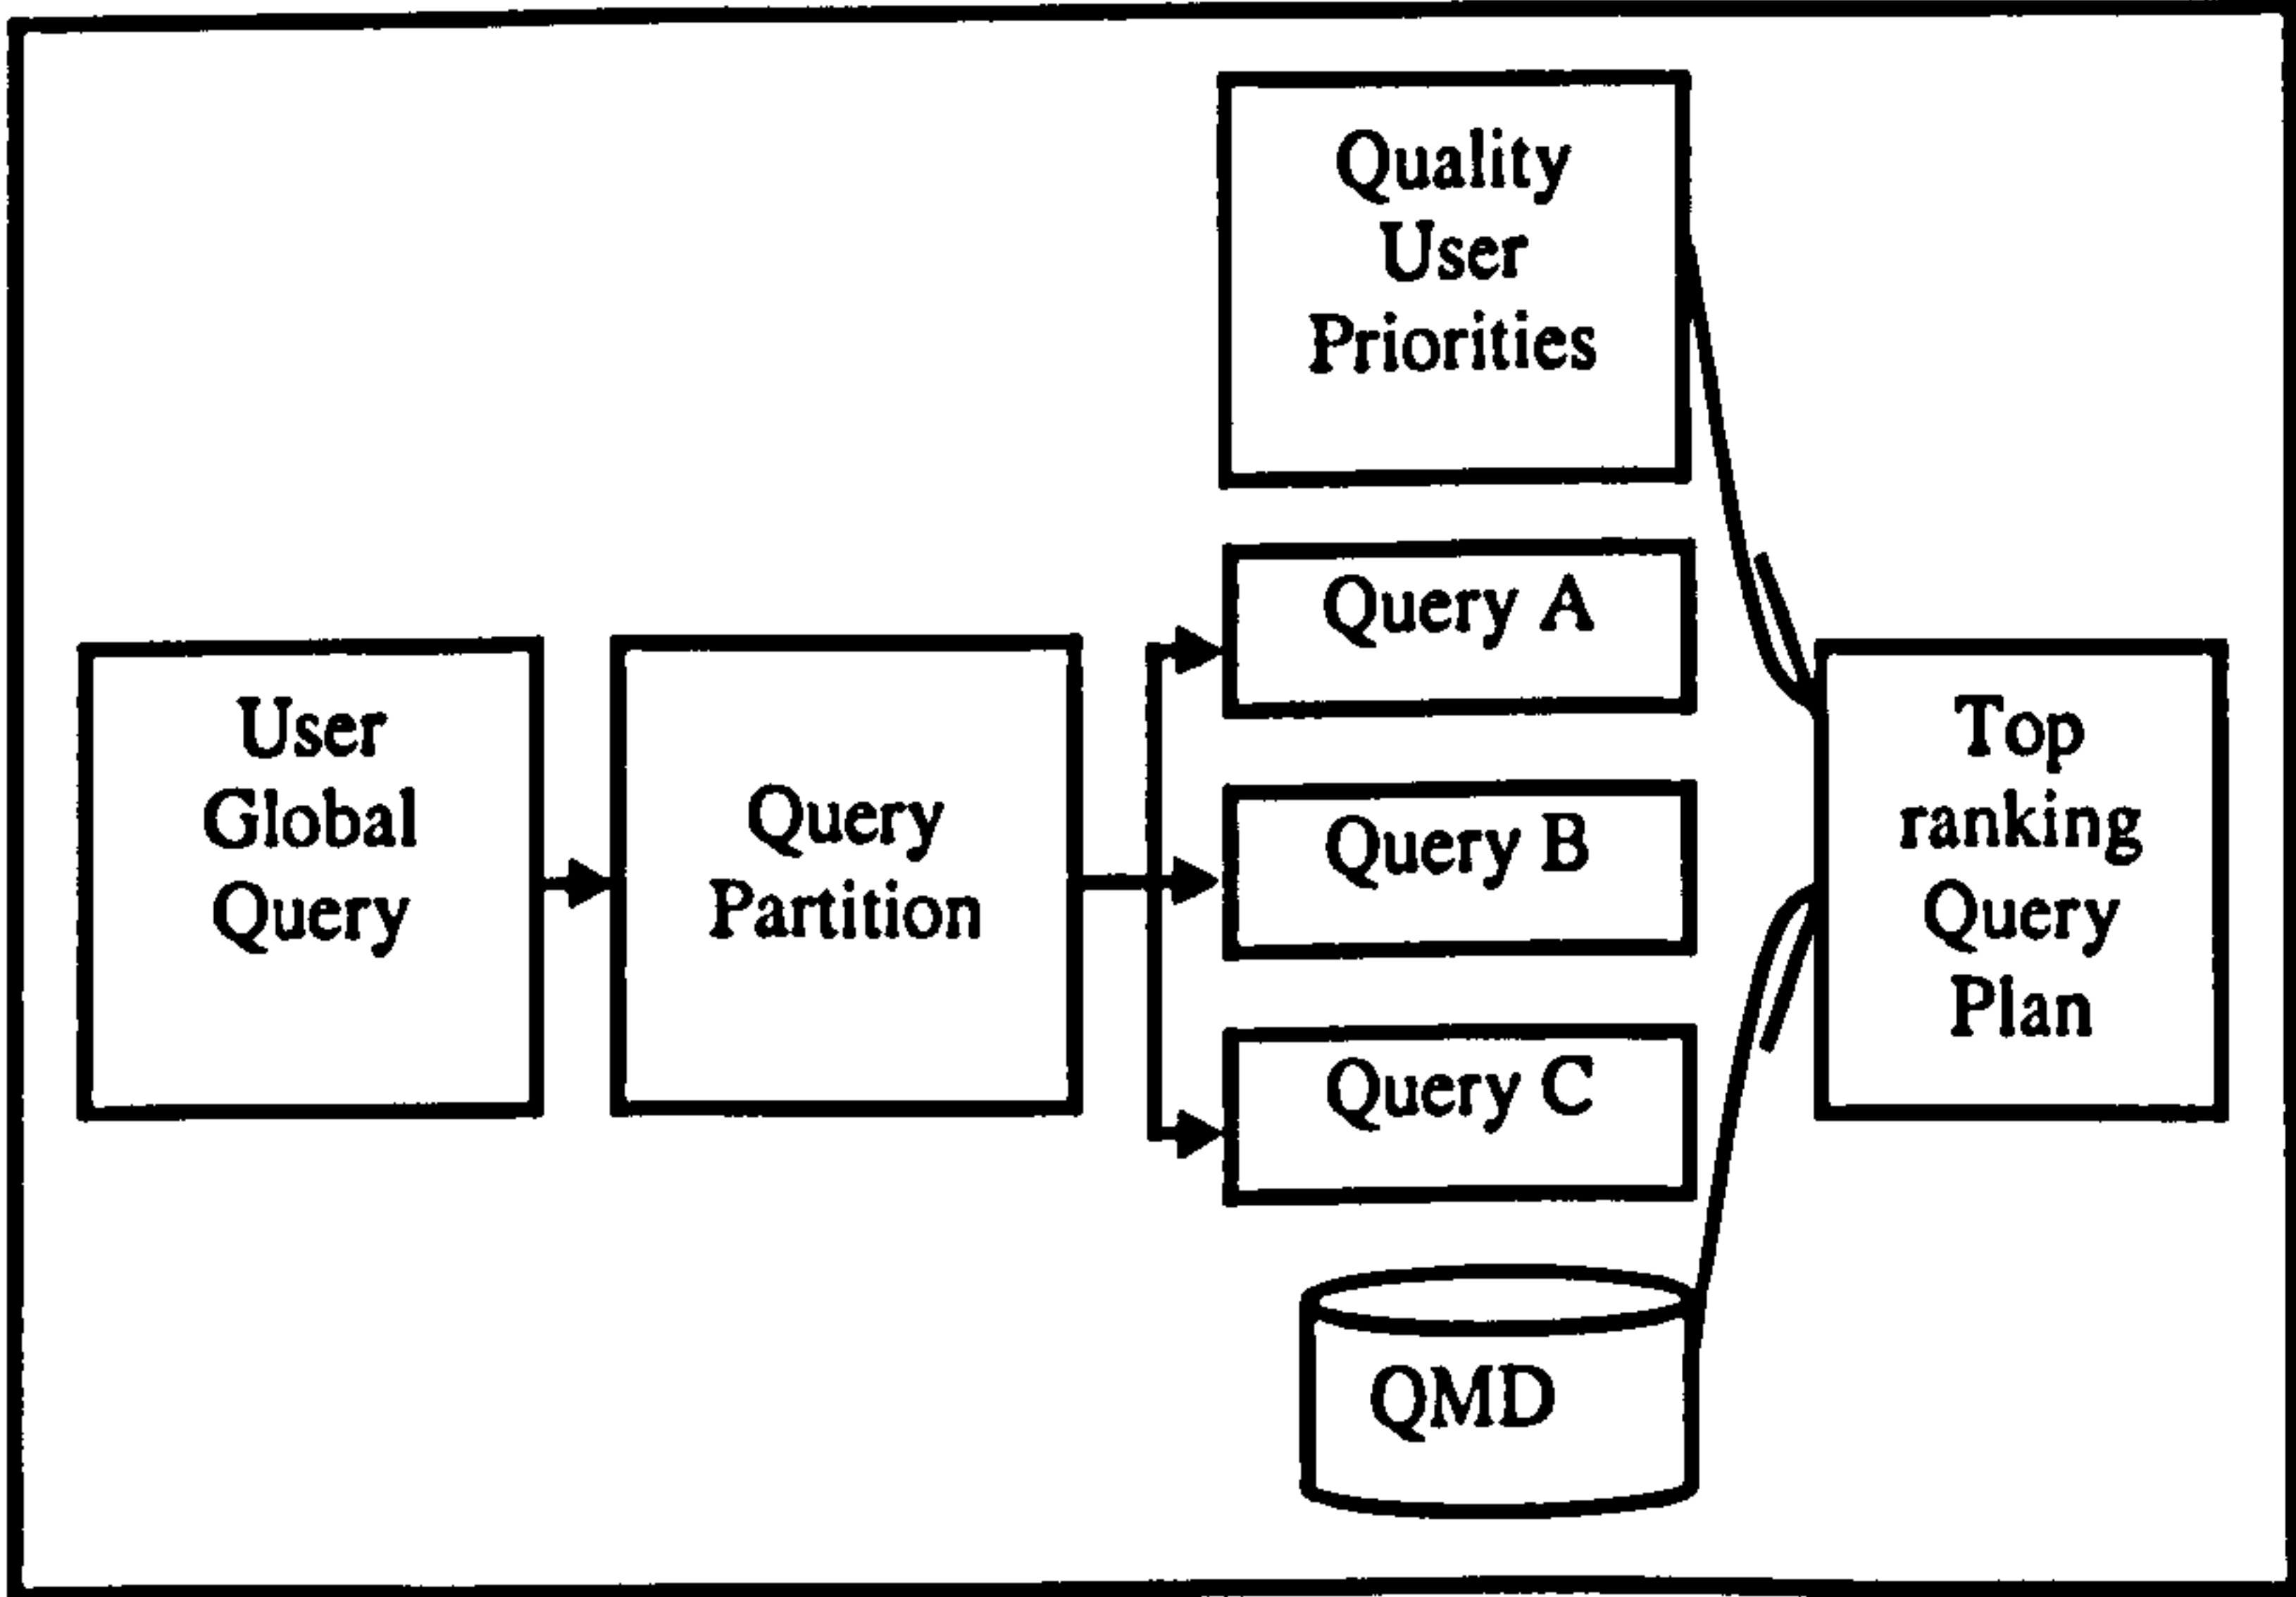 Quality
User
Priorities
Query A
User
Global
Query
Query
Partition
Query B
Query C
Top
ranking
Query
Plan
QMD